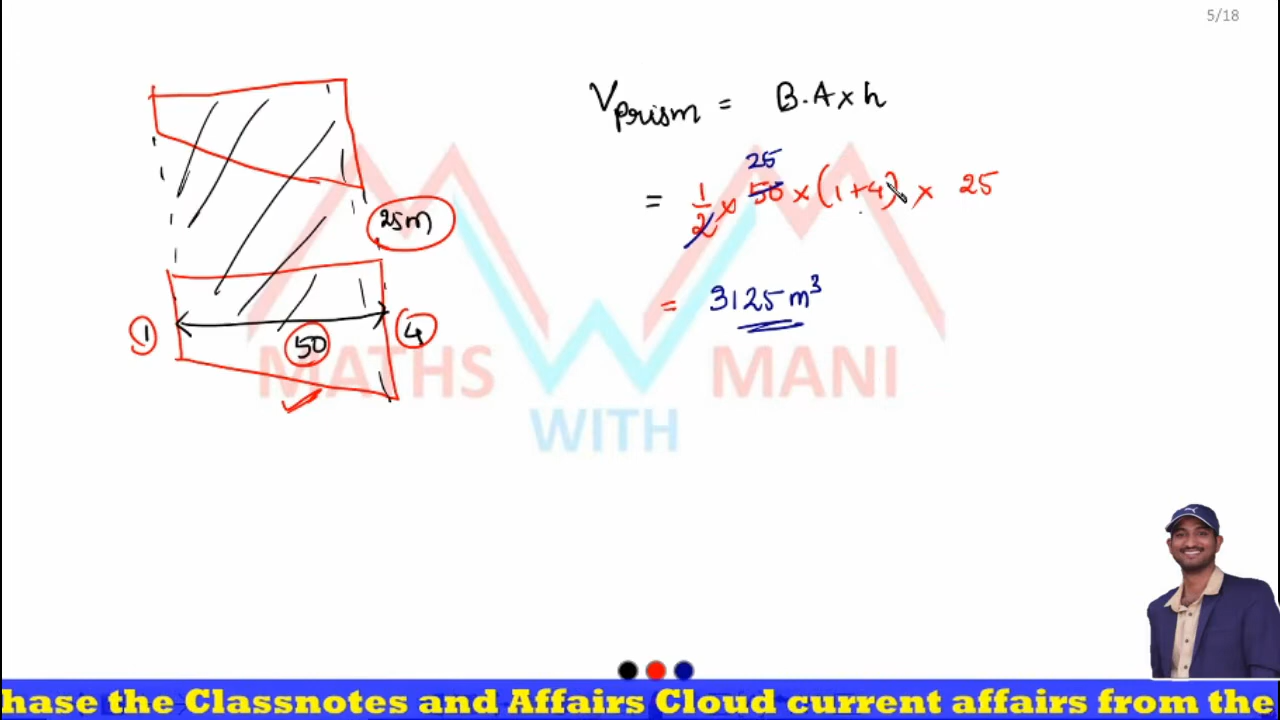 5/18
V prism = B.A x h
25
= 1/2 x 50 x (1+4) x 25
25m
= 3125 m³
1
50
4
MATHS
WITH
MANI
hase the Classnotes and Affairs Cloud current affairs from the